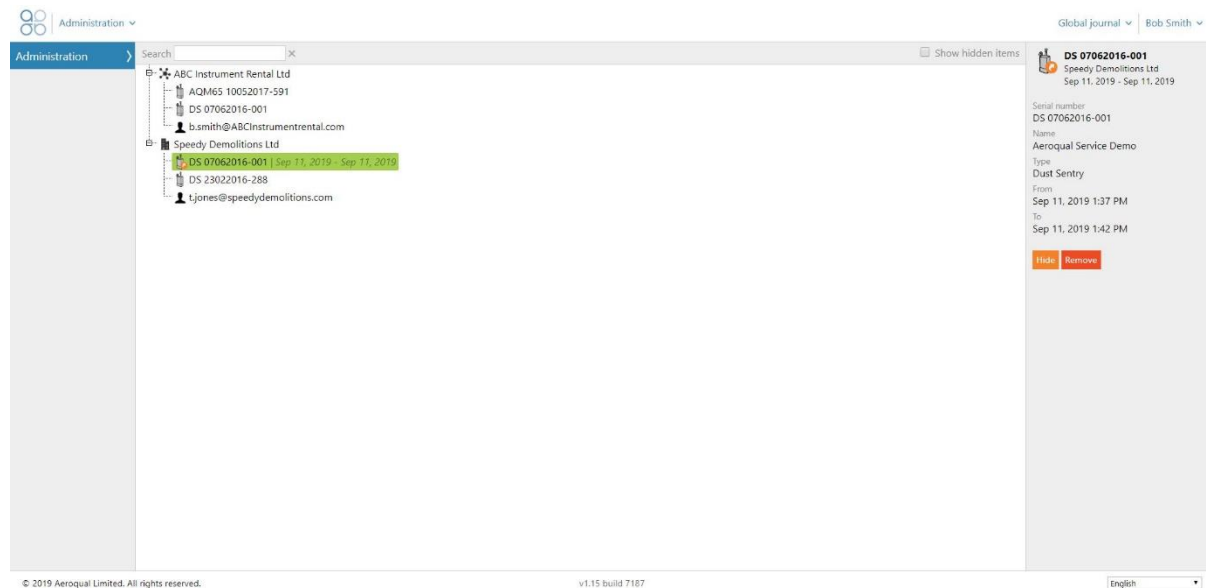 Administration
Global journal
Bob Smith
Administration
Search
Show hidden items
ABC Instrument Rental Ltd
AQM65 10052017-591
DS 07062016-001
b.smith@ABCInstrumentrental.com
Speedy Demolitions Ltd
DS 07062016-001 | Sep 11, 2019 - Sep 11, 2019
DS 23022016-288
t.jones@speedydemolitions.com
DS 07062016-001
Speedy Demolitions Ltd
Sep 11, 2019 - Sep 11, 2019
Serial number
DS 07062016-001
Name
Aeroqual Service Demo
Type
Dust Sentry
From
Sep 11, 2019 1:37 PM
To
Sep 11, 2019 1:42 PM
Hide Remove
© 2019 Aeroqual Limited. All rights reserved.
v1.15 build 7187
English